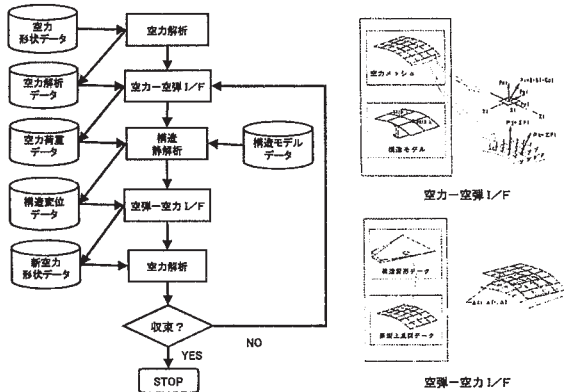 空力
形状データ
空力解析
空力解析
データ
空力ー空弾 I/F
空力荷重
データ
構造
静解析
構造モデル
データ
構造変位
データ
空弾ー空力 I/F
新空力
形状データ
空力解析
収束?
NO
YES
STOP
空力メッシュ
構造モデル
空力ー空弾 I/F
構造変形データ
空弾ー空力 I/F